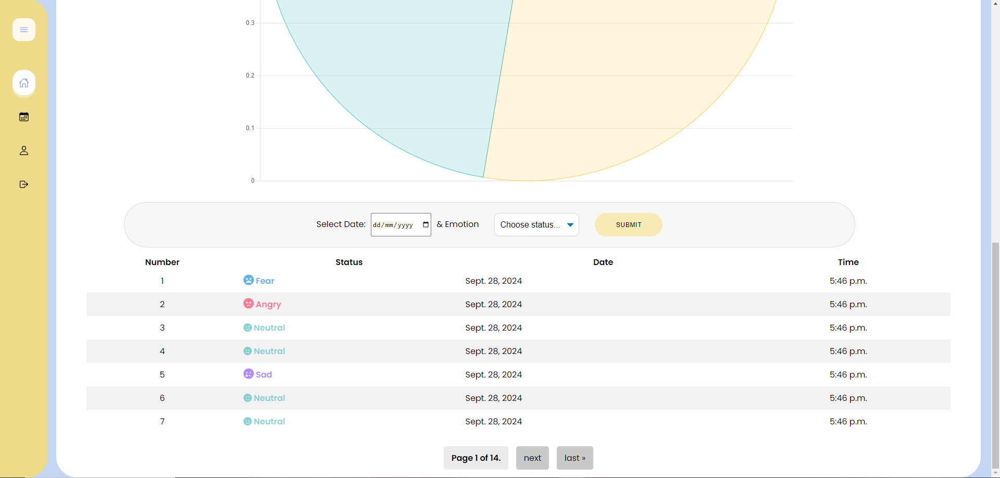 0.3
0.2
0.1
0
Select Date: dd/mm/yyyy & Emotion Choose status... SUBMIT
Number Status Date Time
1 Fear Sept. 28, 2024 5:46 p.m.
2 Angry Sept. 28, 2024 5:46 p.m.
3 Neutral Sept. 28, 2024 5:46 p.m.
4 Neutral Sept. 28, 2024 5:46 p.m.
5 Sad Sept. 28, 2024 5:46 p.m.
6 Neutral Sept. 28, 2024 5:46 p.m.
7 Neutral Sept. 28, 2024 5:46 p.m.
Page 1 of 14. next last »